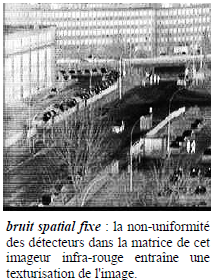 bruit spatial fixe : la non-uniformité
des détecteurs dans la matrice de cet
imageur infra-rouge entraîne une
texturisation de l'image.